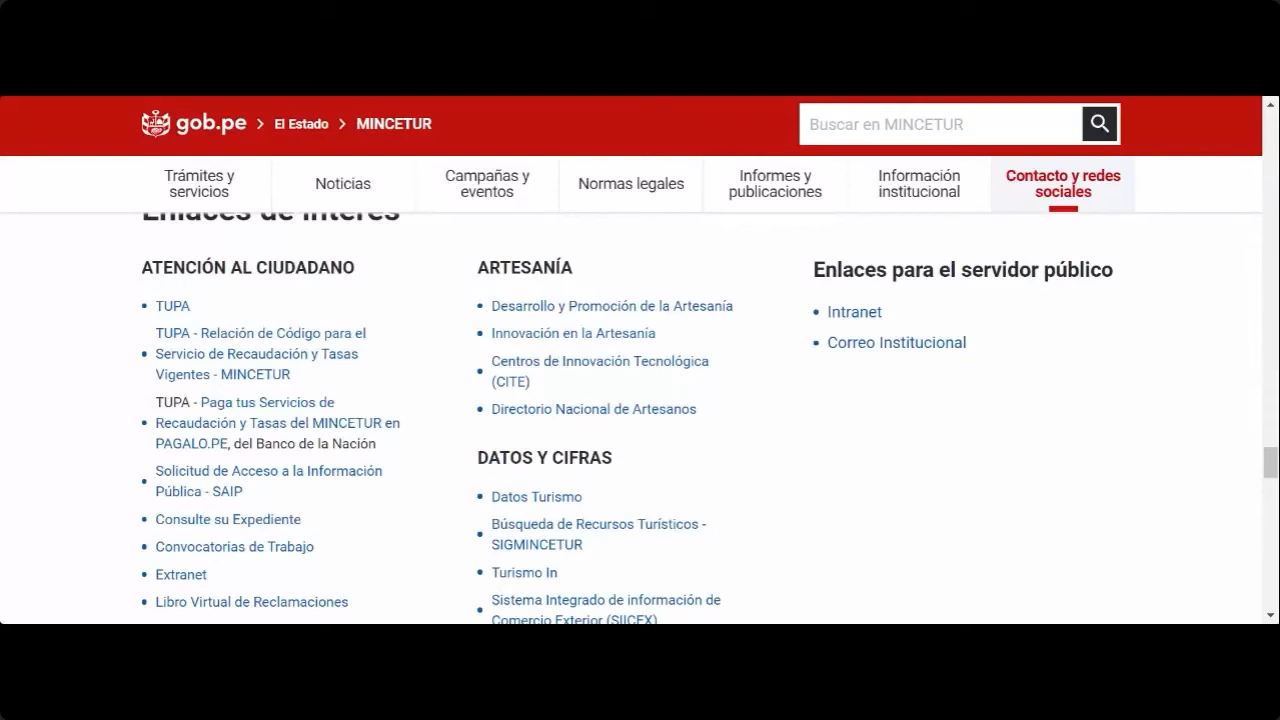 gob.pe > El Estado > MINCETUR
Buscar en MINCETUR
Trámites y
servicios
Noticias
Campañas y
eventos
Normas legales
Informes y
publicaciones
Información
institucional
Contacto y redes
sociales
Enlaces de interés
ATENCIÓN AL CIUDADANO
TUPA
TUPA - Relación de Código para el
Servicio de Recaudación y Tasas
Vigentes - MINCETUR
TUPA - Paga tus Servicios de
Recaudación y Tasas del MINCETUR en
PAGALO.PE, del Banco de la Nación
Solicitud de Acceso a la Información
Pública - SAIP
Consulte su Expediente
Convocatorias de Trabajo
Extranet
Libro Virtual de Reclamaciones
ARTESANÍA
Desarrollo y Promoción de la Artesanía
Innovación en la Artesanía
Centros de Innovación Tecnológica
(CITE)
Directorio Nacional de Artesanos
DATOS Y CIFRAS
Datos Turismo
Búsqueda de Recursos Turísticos -
SIGMINCETUR
Turismo In
Sistema Integrado de información de
Comercio Exterior (SIICEX)
Enlaces para el servidor público
Intranet
Correo Institucional